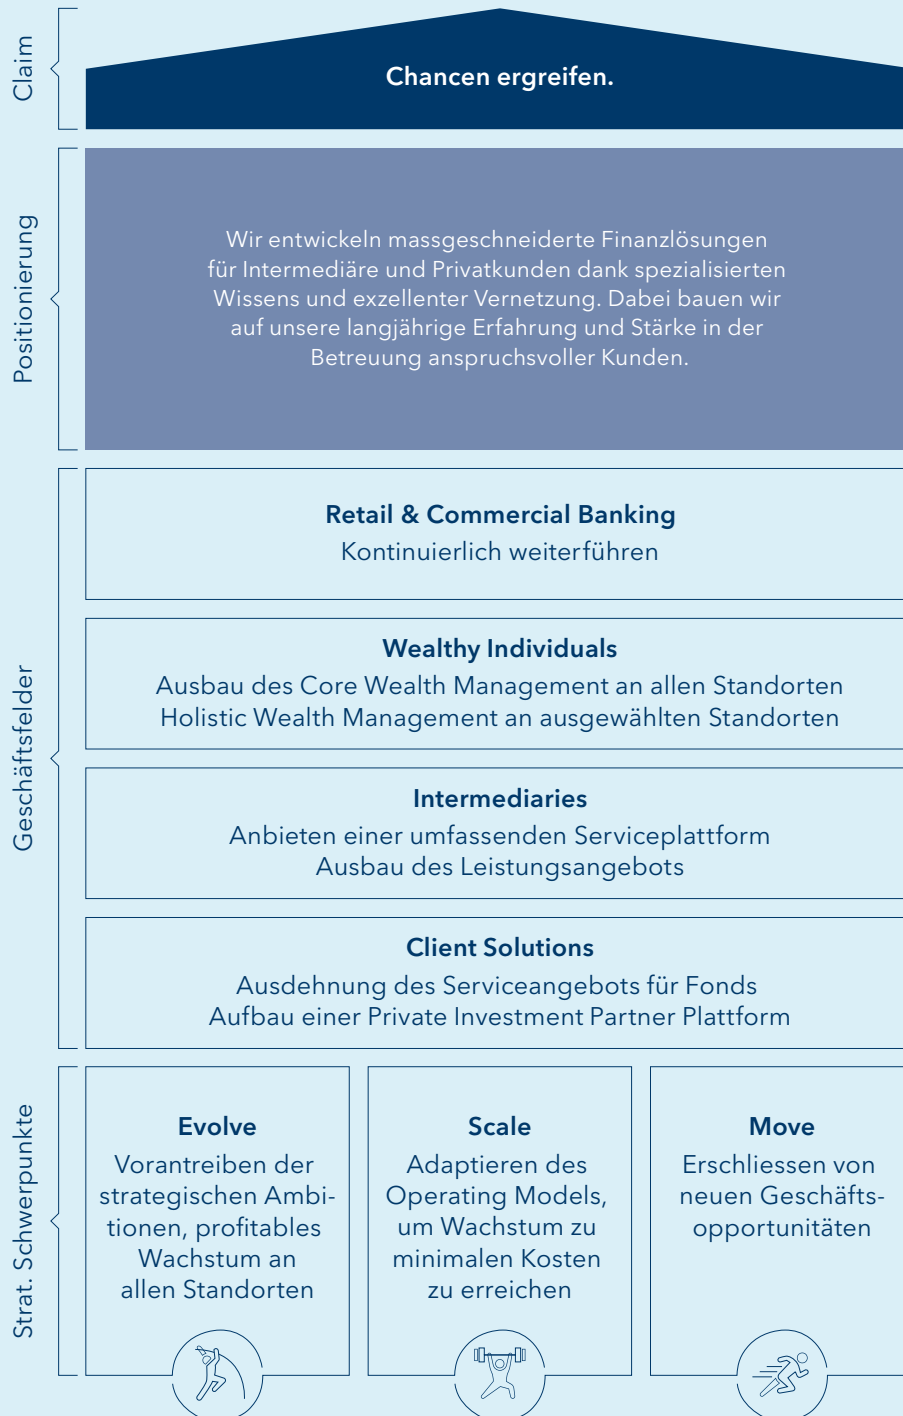 Claim
Chancen ergreifen.
Positionierung
Wir entwickeln massgeschneiderte Finanzlösungen
für Intermediäre und Privatkunden dank spezialisierten
Wissens und exzellenter Vernetzung. Dabei bauen wir
auf unsere langjährige Erfahrung und Stärke in der
Betreuung anspruchsvoller Kunden.
Geschäftsfelder
Retail & Commercial Banking
Kontinuierlich weiterführen
Wealthy Individuals
Ausbau des Core Wealth Management an allen Standorten
Holistic Wealth Management an ausgewählten Standorten
Intermediaries
Anbieten einer umfassenden Serviceplattform
Ausbau des Leistungsangebots
Client Solutions
Ausdehnung des Serviceangebots für Fonds
Aufbau einer Private Investment Partner Plattform
Strat. Schwerpunkte
Evolve
Vorantreiben der
strategischen Ambi-
tionen, profitables
Wachstum an
allen Standorten
Scale
Adaptieren des
Operating Models,
um Wachstum zu
minimalen Kosten
zu erreichen
Move
Erschliessen von
neuen Geschäfts-
opportunitäten